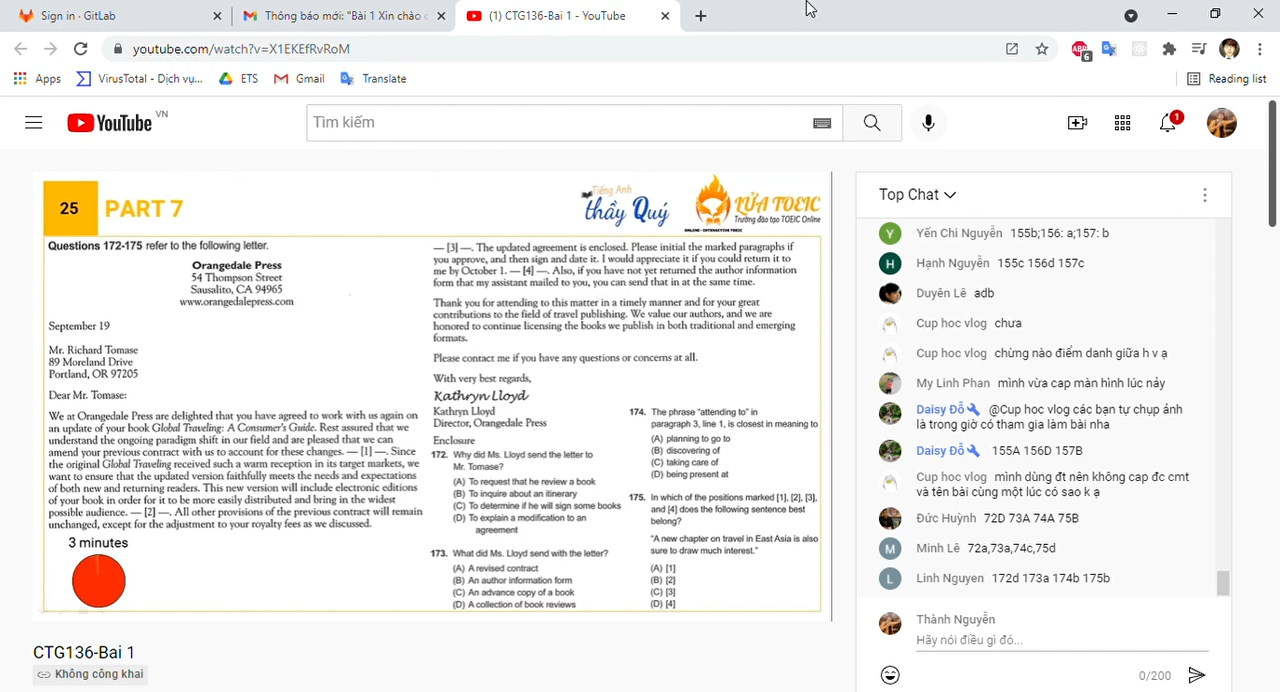 Sign in · GitLab
Thông báo mới: "Bài 1 Xin chào c
(1) CTG136-Bai 1 - YouTube
youtube.com/watch?v=X1EKEfRvRoM
ABP
6
Apps
VirusTotal - Dịch vụ...
ETS
Gmail
Translate
Reading list
YouTube VN
Tìm kiếm
1
25 PART 7
Tiếng Anh
thầy Quý
LỬA TOEIC
Trường đào tạo TOEIC Online
ONLINE - INTERACTIVE TOEIC
Questions 172-175 refer to the following letter.
Orangedale Press
54 Thompson Street
Sausalito, CA 94965
www.orangedalepress.com
September 19
Mr. Richard Tomase
89 Moreland Drive
Portland, OR 97205
Dear Mr. Tomase:
We at Orangedale Press are delighted that you have agreed to work with us again on
an update of your book Global Traveling: A Consumer's Guide. Rest assured that we
understand the ongoing paradigm shift in our field and are pleased that we can
amend your previous contract with us to account for these changes. — [1] —. Since
the original Global Traveling received such a warm reception in its target markets, we
want to ensure that the updated version faithfully meets the needs and expectations
of both new and returning readers. This new version will include electronic editions
of your book in order for it to be more easily distributed and bring in the widest
possible audience. — [2] —. All other provisions of the previous contract will remain
unchanged, except for the adjustment to your royalty fees as we discussed.
3 minutes
— [3] —. The updated agreement is enclosed. Please initial the marked paragraphs if
you approve, and then sign and date it. I would appreciate it if you could return it to
me by October 1. — [4] —. Also, if you have not yet returned the author information
form that my assistant mailed to you, you can send that in at the same time.
Thank you for attending to this matter in a timely manner and for your great
contributions to the field of travel publishing. We value our authors, and we are
honored to continue licensing the books we publish in both traditional and emerging
formats.
Please contact me if you have any questions or concerns at all.
With very best regards,
Kathryn Lloyd
Kathryn Lloyd
Director, Orangedale Press
Enclosure
172. Why did Ms. Lloyd send the letter to
Mr. Tomase?
(A) To request that he review a book
(B) To inquire about an itinerary
(C) To determine if he will sign some books
(D) To explain a modification to an
agreement
173. What did Ms. Lloyd send with the letter?
(A) A revised contract
(B) An author information form
(C) An advance copy of a book
(D) A collection of book reviews
174. The phrase "attending to" in
paragraph 3, line 1, is closest in meaning to
(A) planning to go to
(B) discovering of
(C) taking care of
(D) being present at
175. In which of the positions marked [1], [2], [3],
and [4] does the following sentence best
belong?
"A new chapter on travel in East Asia is also
sure to draw much interest."
(A) [1]
(B) [2]
(C) [3]
(D) [4]
CTG136-Bai 1
Không công khai
Top Chat
Y Yến Chi Nguyễn 155b;156: a;157: b
H Hạnh Nguyễn 155c 156d 157c
Duyên Lê adb
Cup hoc vlog chưa
Cup hoc vlog chừng nào điểm danh giữa h v ạ
My Linh Phan mình vừa cap màn hình lúc nảy
Daisy Đỗ @Cup hoc vlog các bạn tự chụp ảnh
là trong giờ có tham gia làm bài nha
Daisy Đỗ 155A 156D 157B
Cup hoc vlog mình dùng đt nên không cap đc cmt
và tên bài cùng một lúc có sao k ạ
Đức Huỳnh 72D 73A 74A 75B
M Minh Lê 72a,73a,74c,75d
L Linh Nguyen 172d 173a 174b 175b
Thành Nguyễn
Hãy nói điều gì đó...
0/200